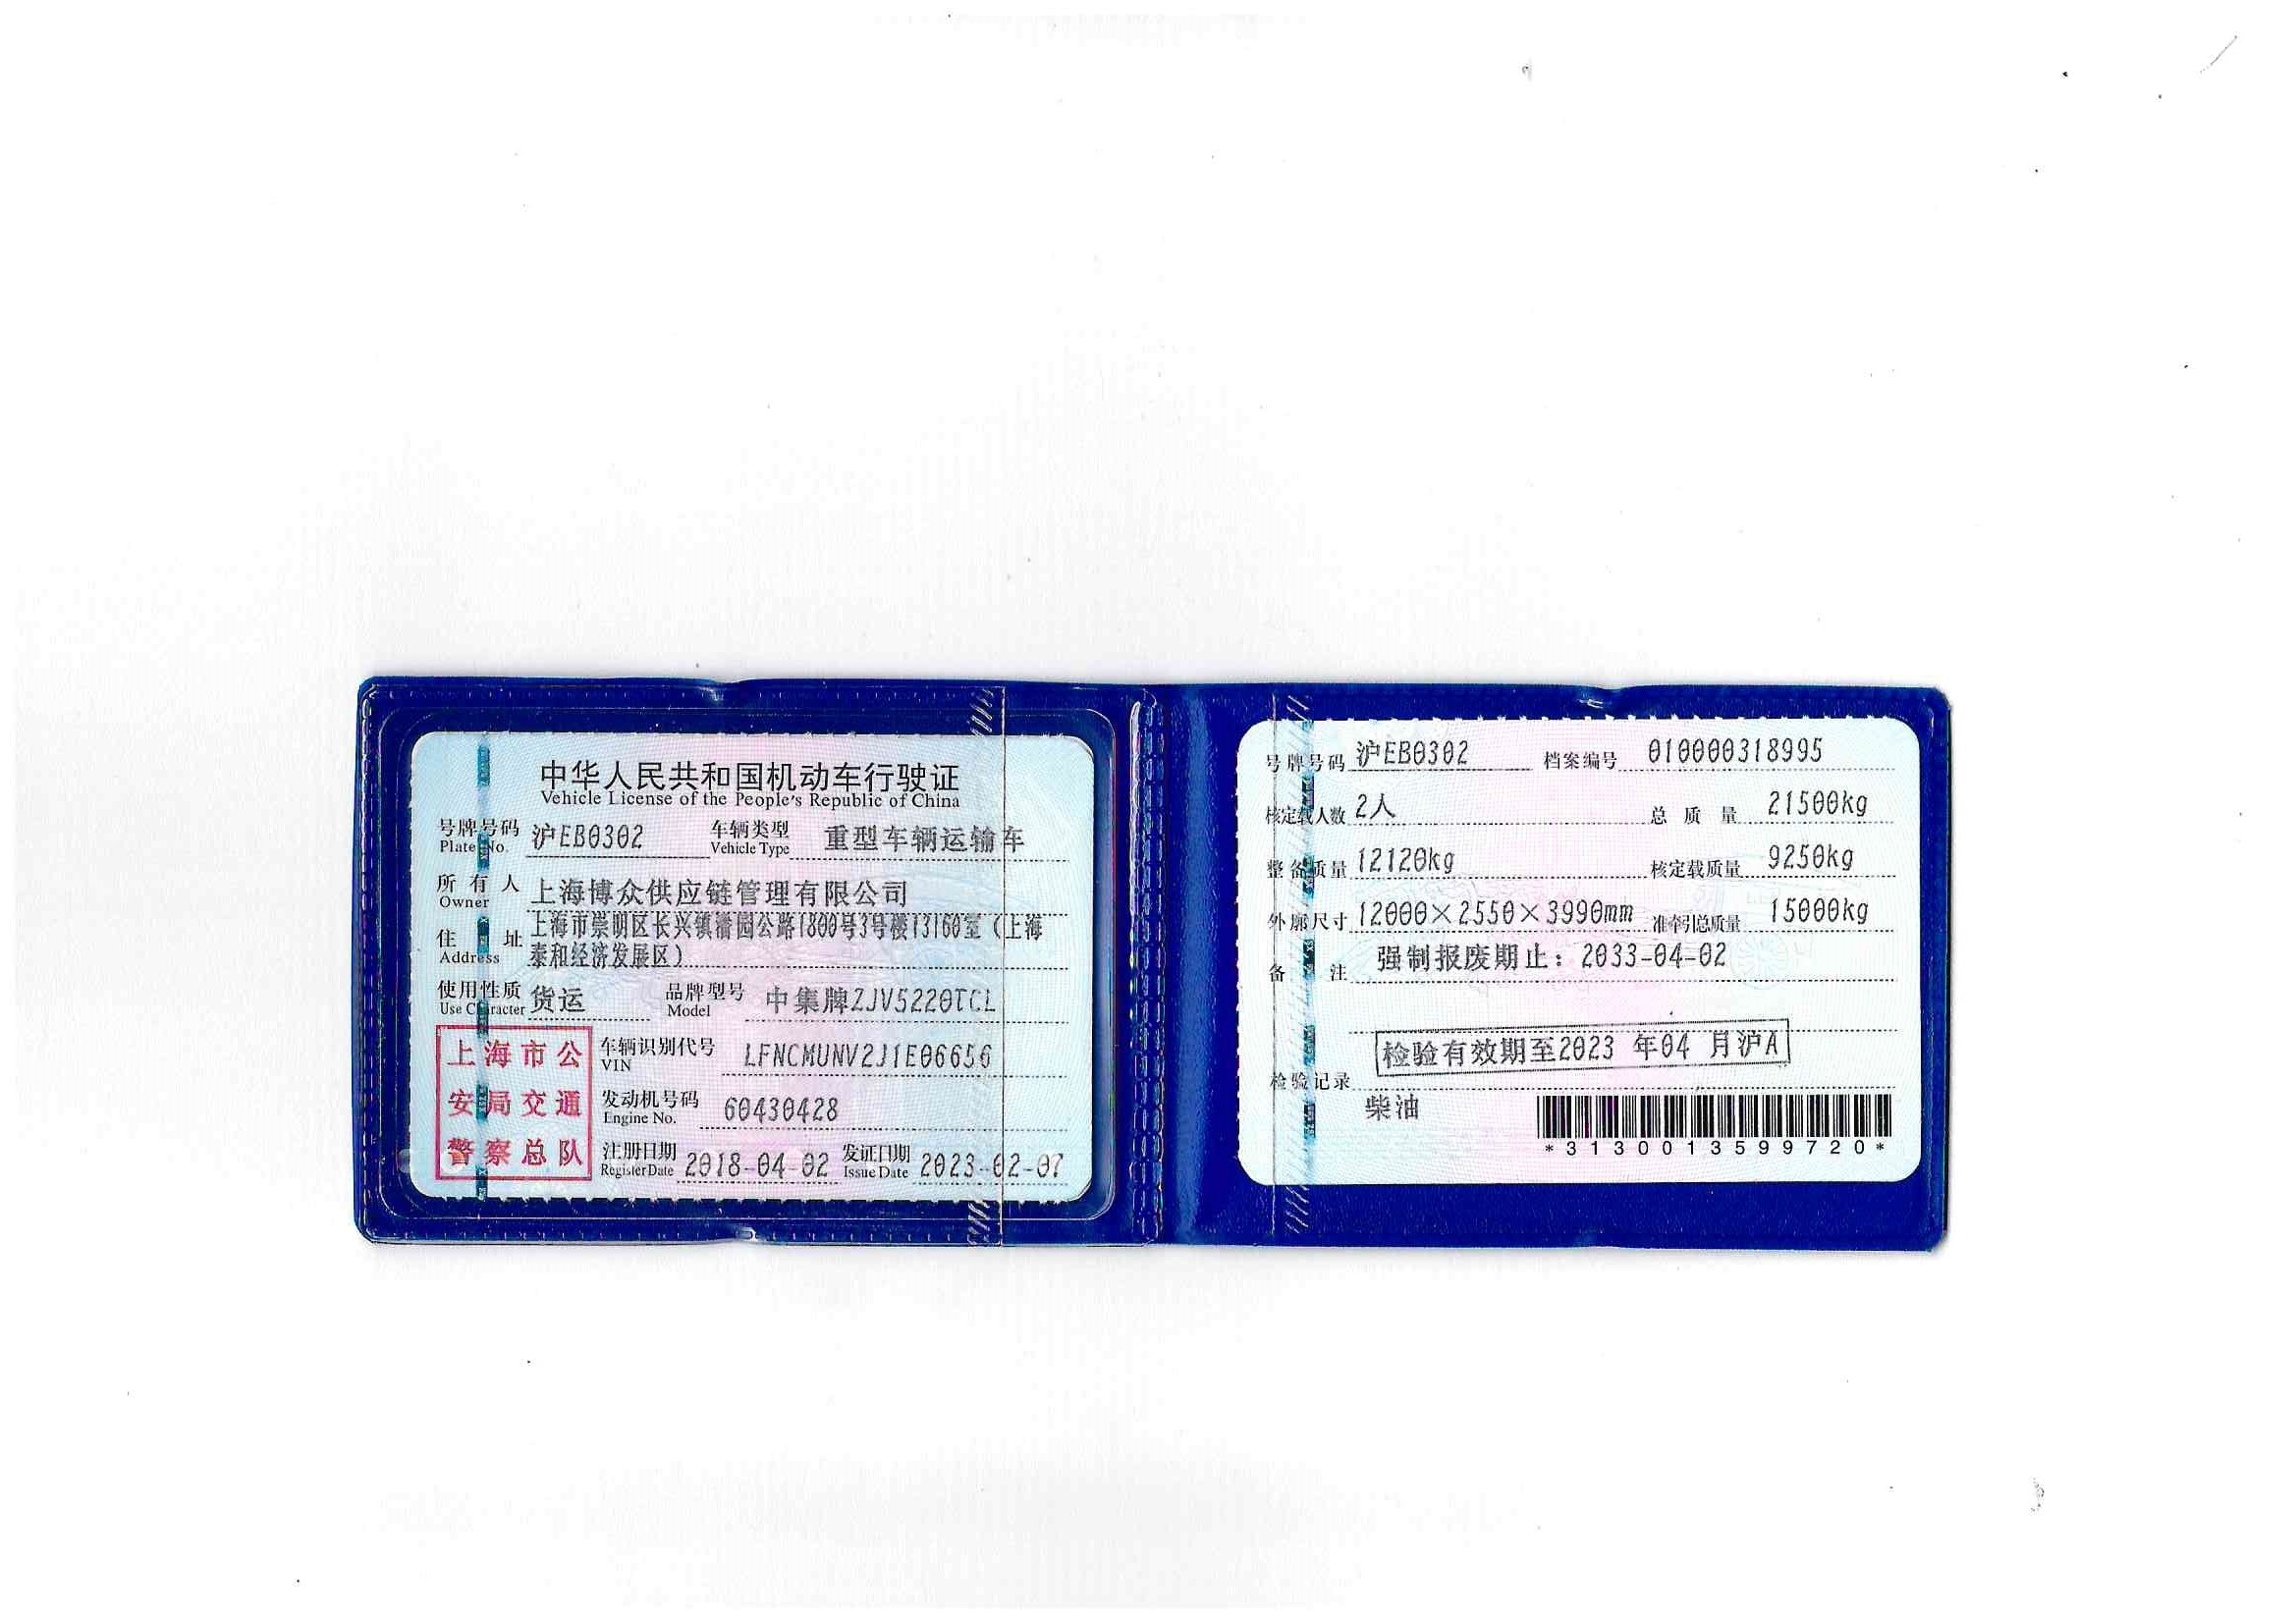 中华人民共和国机动车行驶证
Vehicle License of the People's Republic of China
号牌号码 沪EB0302 车辆类型 重型车辆运输车
Plate No. Vehicle Type
所有人 上海博众供应链管理有限公司
Owner
住址 上海市崇明区长兴镇潘园公路1800号3号楼13160室（上海
Address 泰和经济发展区）
使用性质 货运 品牌型号 中集牌ZJV5220TCL
Use Character Model
上海市公
安局交通
警察总队
车辆识别代号 LFNCMUNV2J1E06656
VIN
发动机号码 60430428
Engine No.
注册日期 2018-04-02 发证日期 2023-02-07
Register Date Issue Date
号牌号码 沪EB0302 档案编号 010000318995
核定载人数 2人 总质量 21500kg
整备质量 12120kg 核定载质量 9250kg
外廓尺寸 12000×2550×3990mm 准牵引总质量 15000kg
备注 强制报废期止：2033-04-02
检验有效期至2023 年04 月沪A
检验记录
柴油
*3130013599720*